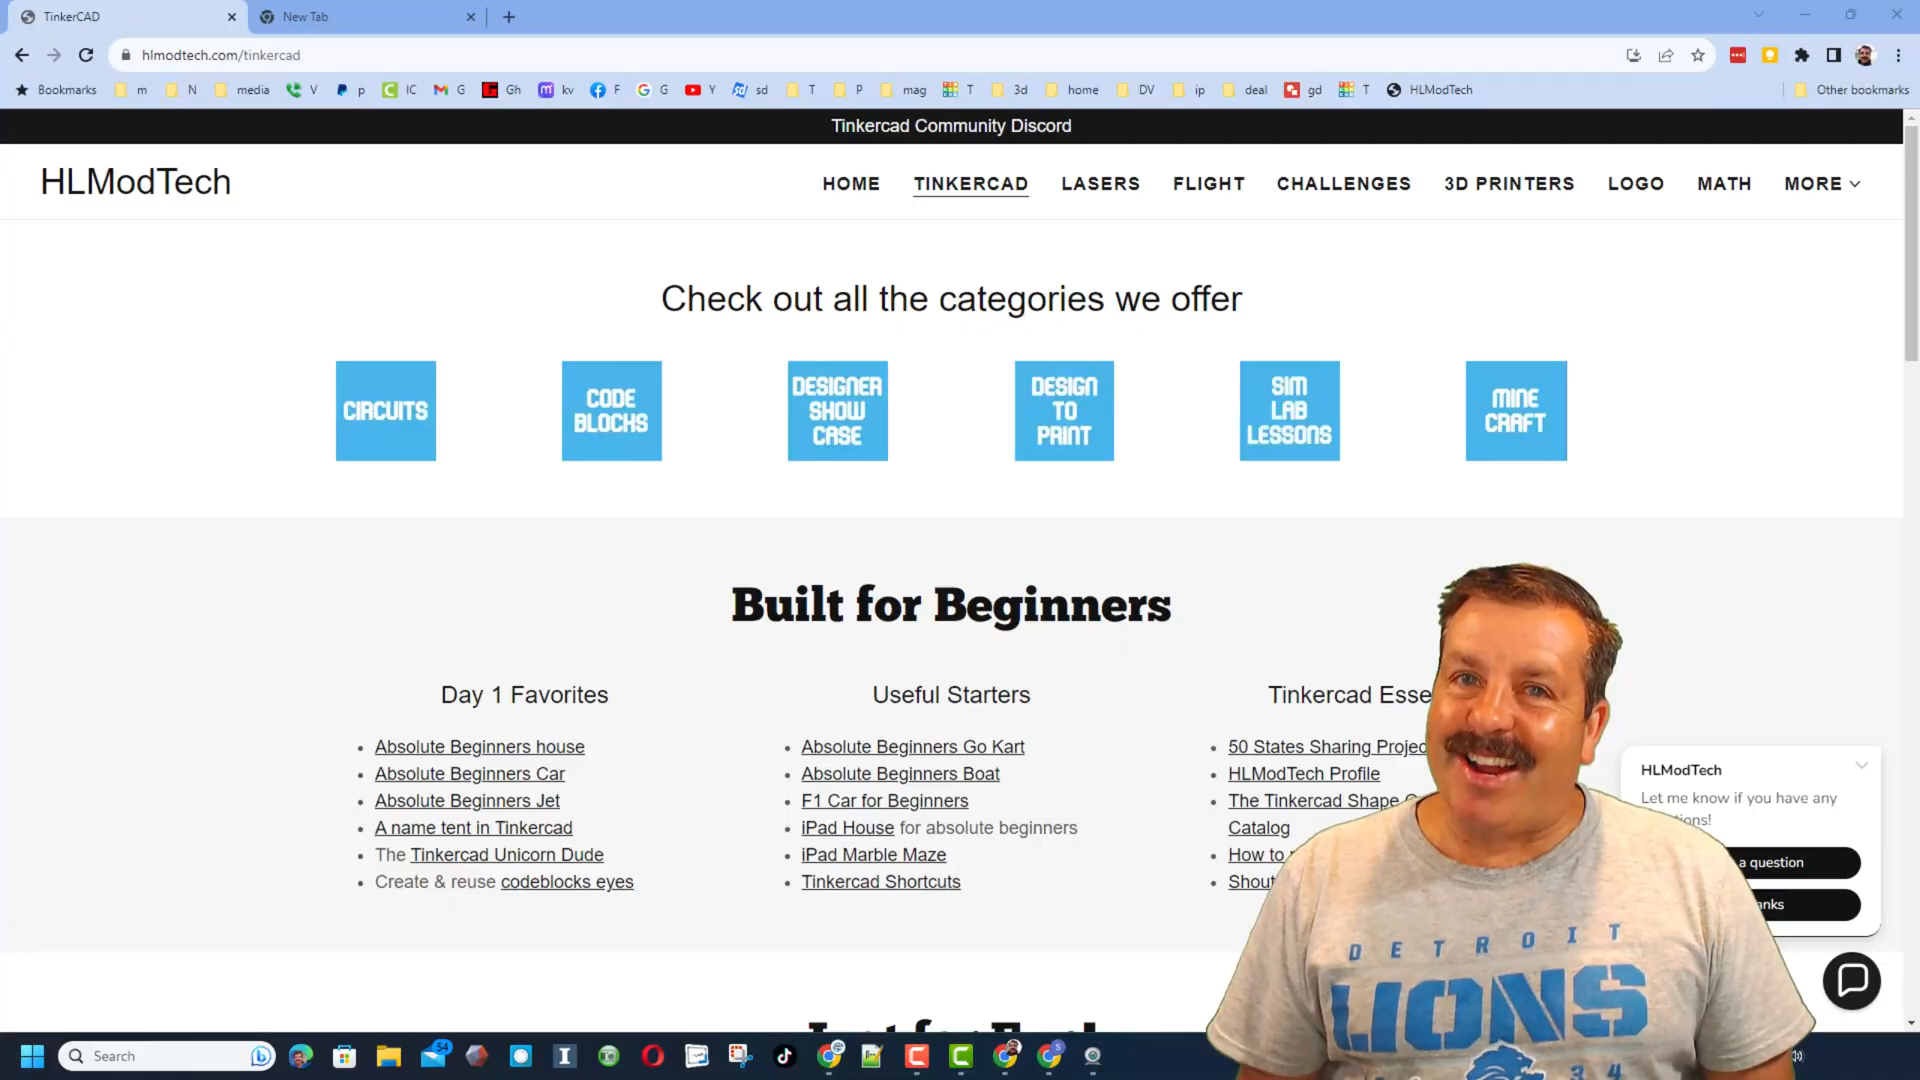 TinkerCAD
New Tab
hlmodtech.com/tinkercad
Bookmarks m N media V p IC G Gh kv F G Y sd T P mag T 3d home DV ip deal gd T HLModTech Other bookmarks
Tinkercad Community Discord
HLModTech
HOME TINKERCAD LASERS FLIGHT CHALLENGES 3D PRINTERS LOGO MATH MORE
Check out all the categories we offer
CIRCUITS
CODE
BLOCKS
DESIGNER
SHOW
CASE
DESIGN
TO
PRINT
SIM
LAB
LESSONS
MINE
CRAFT
Built for Beginners
Day 1 Favorites
Absolute Beginners house
Absolute Beginners Car
Absolute Beginners Jet
A name tent in Tinkercad
The Tinkercad Unicorn Dude
Create & reuse codeblocks eyes
Useful Starters
Absolute Beginners Go Kart
Absolute Beginners Boat
F1 Car for Beginners
iPad House for absolute beginners
iPad Marble Maze
Tinkercad Shortcuts
Tinkercad
50 States Sharing
HLModTech Profile
The Tinkercad Shape
Catalog
How to
HLModTech
Let me know if you have any
a question
DETROIT
LIONS
34
Search
54